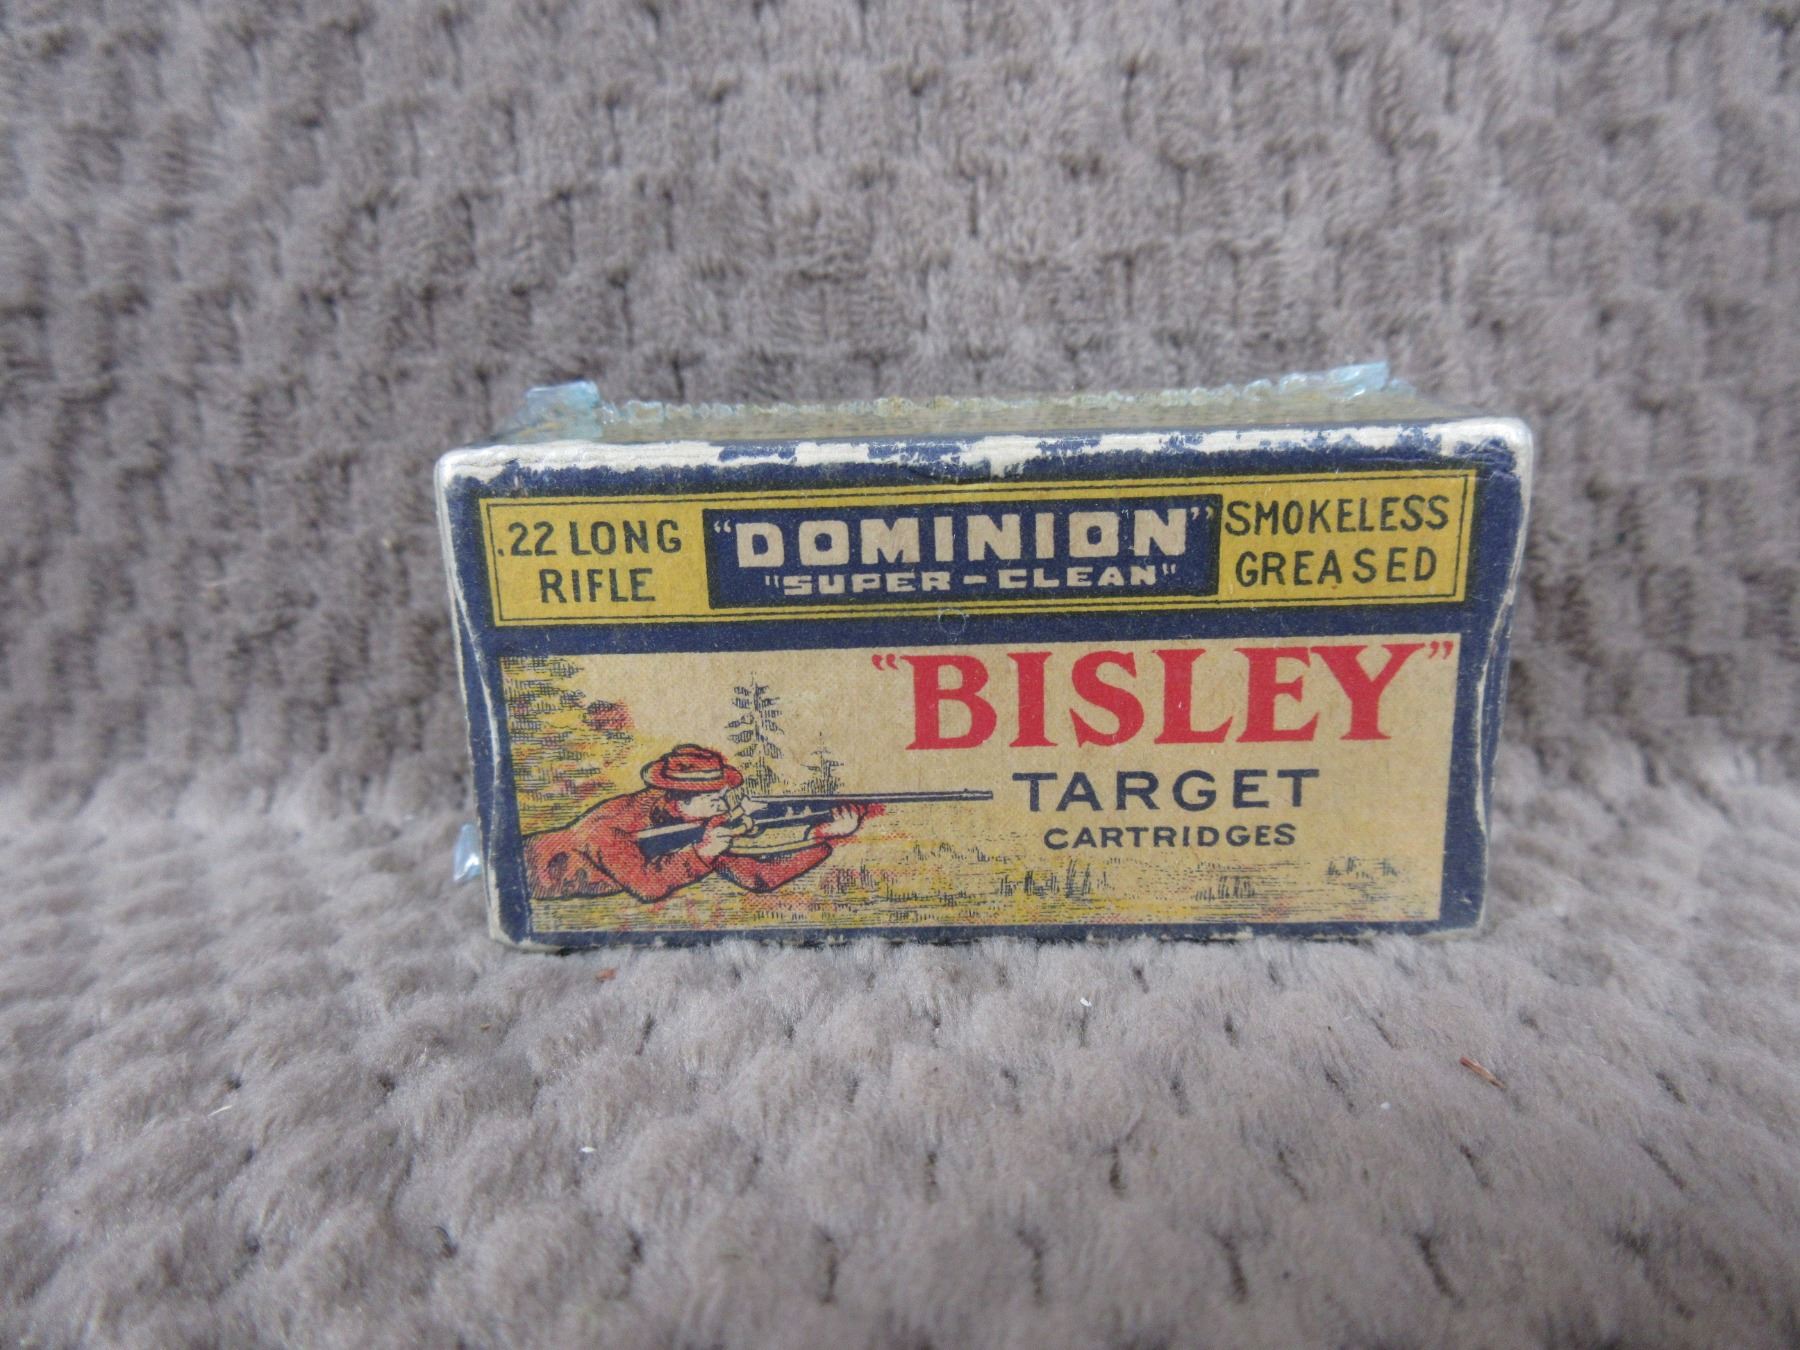 .22 LONG
RIFLE
"DOMINION"
"SUPER-CLEAN"
SMOKELESS
GREASED
"BISLEY"
TARGET
CARTRIDGES